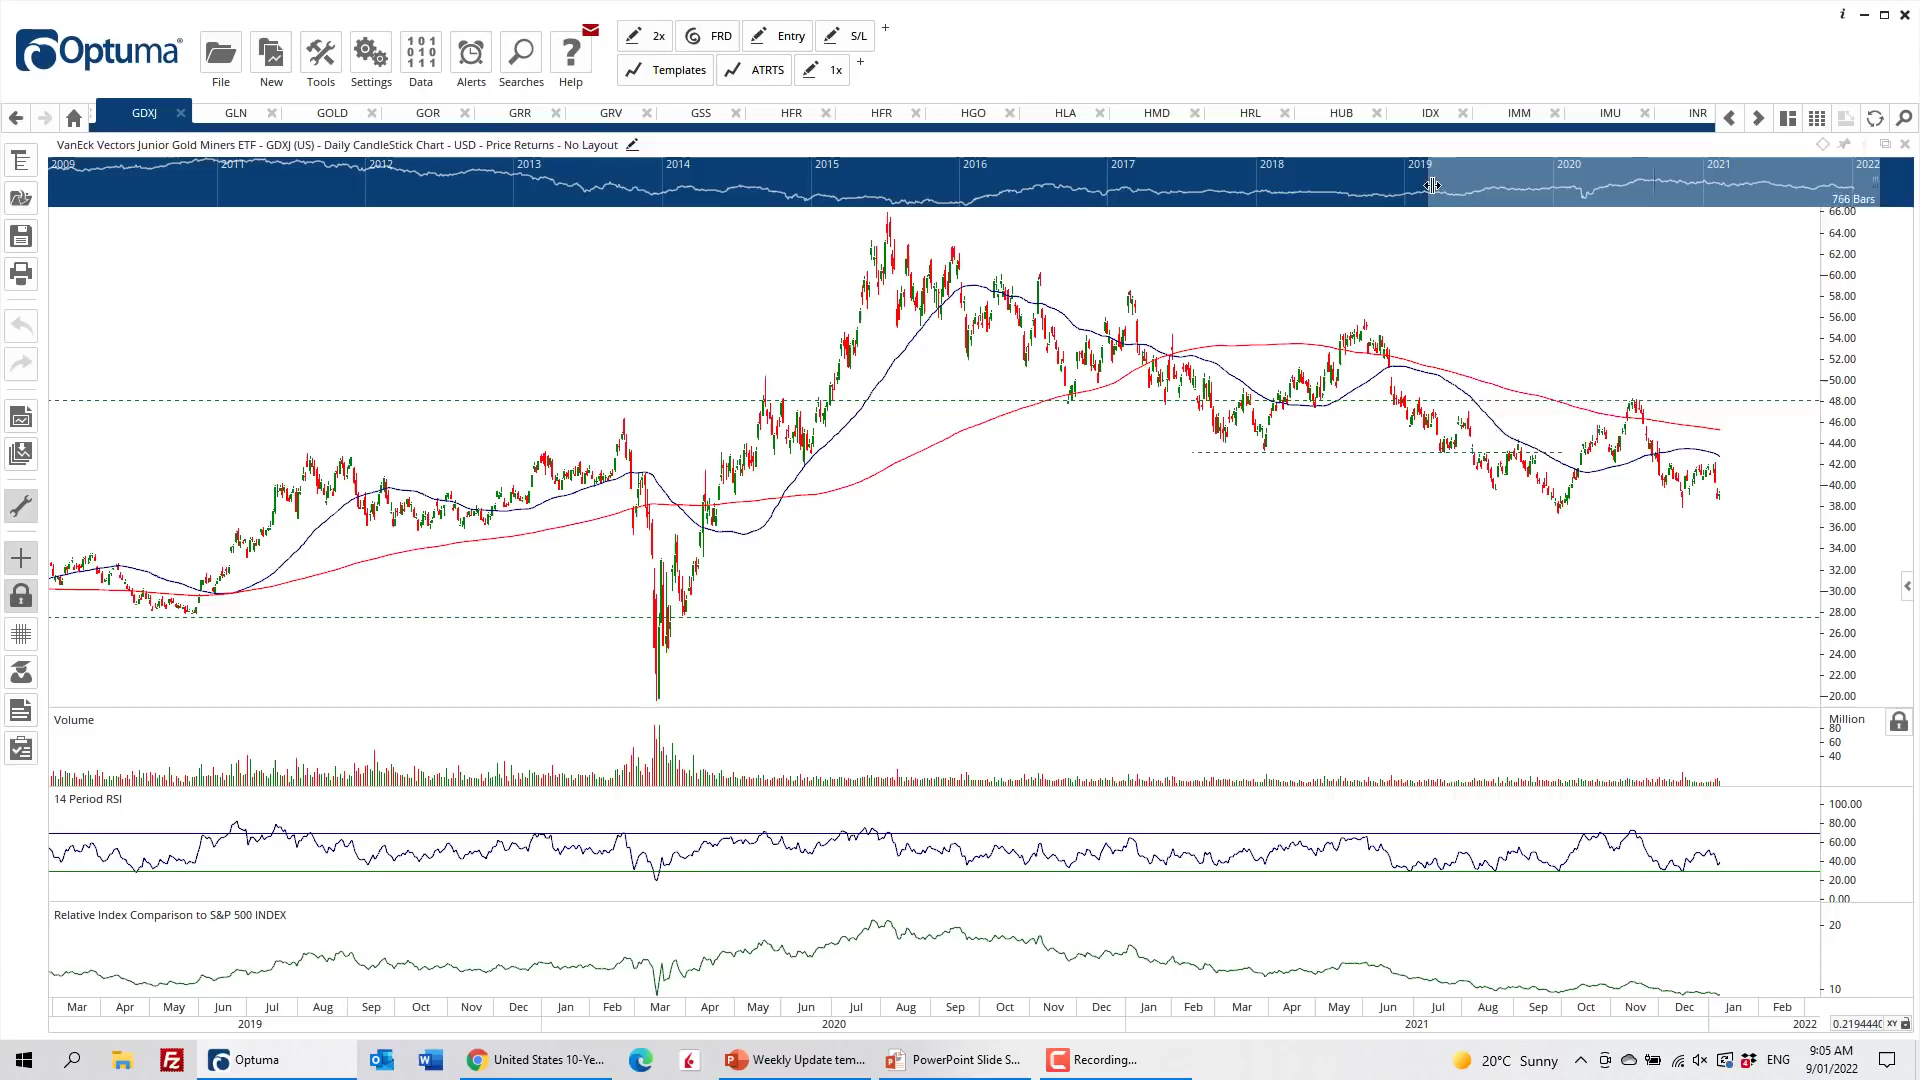 Optuma®
File
New
Tools
Settings
101 010 111
Data
Alerts
Searches
Help
2x
FRD
Entry
S/L
Templates
ATRTS
1x
GDXJ GLN GOLD GOR GRR GRV GSS HFR HFR HGO HLA HMD HRL HUB IDX IMM IMU INR
VanEck Vectors Junior Gold Miners ETF - GDXJ (US) - Daily CandleStick Chart - USD - Price Returns - No Layout
2009 2011 2012 2013 2014 2015 2016 2017 2018 2019 2020 2021 2022
766 Bars
66.00
64.00
62.00
60.00
58.00
56.00
54.00
52.00
50.00
48.00
46.00
44.00
42.00
40.00
38.00
36.00
34.00
32.00
30.00
28.00
26.00
24.00
22.00
20.00
Volume
Million
80
60
40
14 Period RSI
100.00
80.00
60.00
40.00
20.00
0.00
Relative Index Comparison to S&P 500 INDEX
20
10
Mar Apr May Jun Jul Aug Sep Oct Nov Dec Jan Feb Mar Apr May Jun Jul Aug Sep Oct Nov Dec Jan Feb Mar Apr May Jun Jul Aug Sep Oct Nov Dec Jan Feb
2019 2020 2021 2022
XY
Optuma
United States 10-Ye...
Weekly Update tem...
PowerPoint Slide S...
Recording...
20°C Sunny
ENG
9:05 AM
9/01/2022